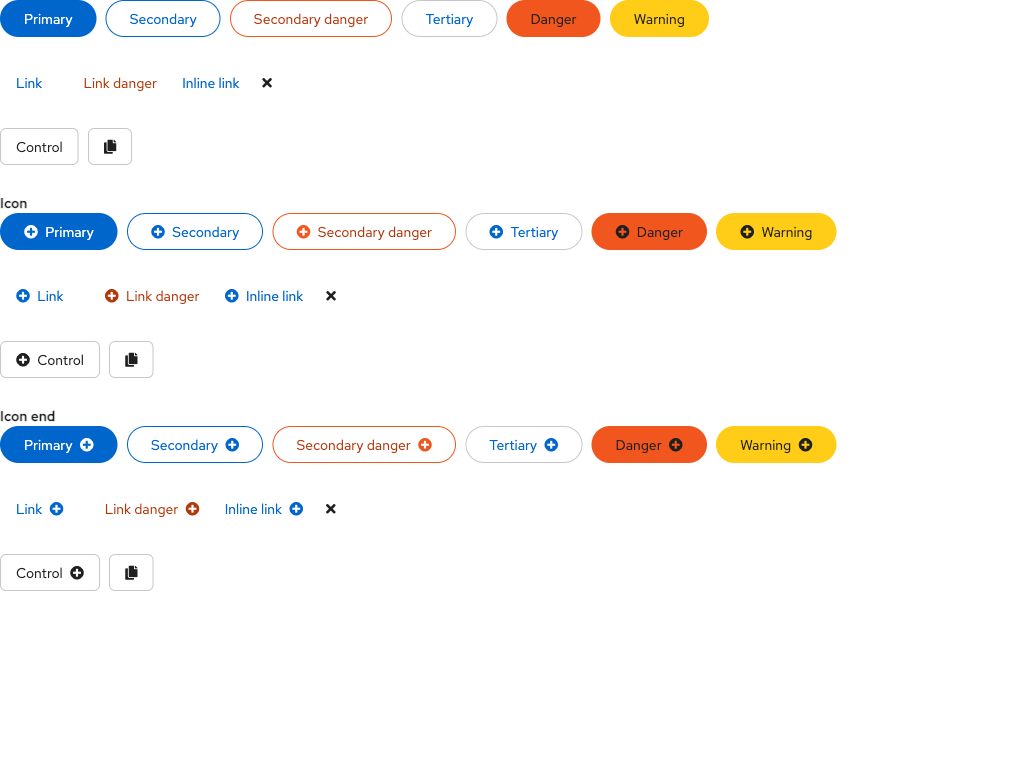 Primary Secondary Secondary danger Tertiary Danger Warning
Link Link danger Inline link
Control
Icon
Primary Secondary Secondary danger Tertiary Danger Warning
Link Link danger Inline link
Control
Icon end
Primary Secondary Secondary danger Tertiary Danger Warning
Link Link danger Inline link
Control